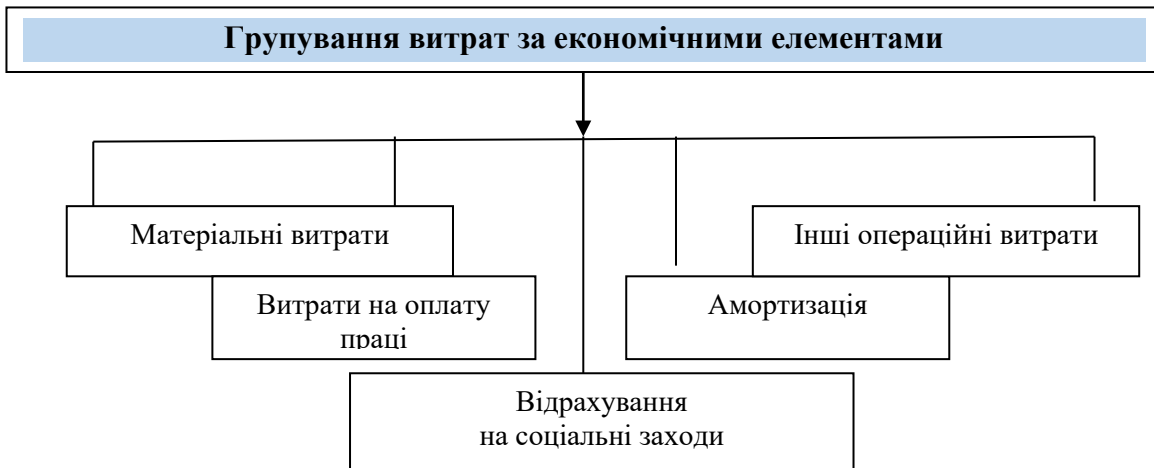 Групування витрат за економічними елементами
Матеріальні витрати
Інші операційні витрати
Витрати на оплату
праці
Амортизація
Відрахування
на соціальні заходи